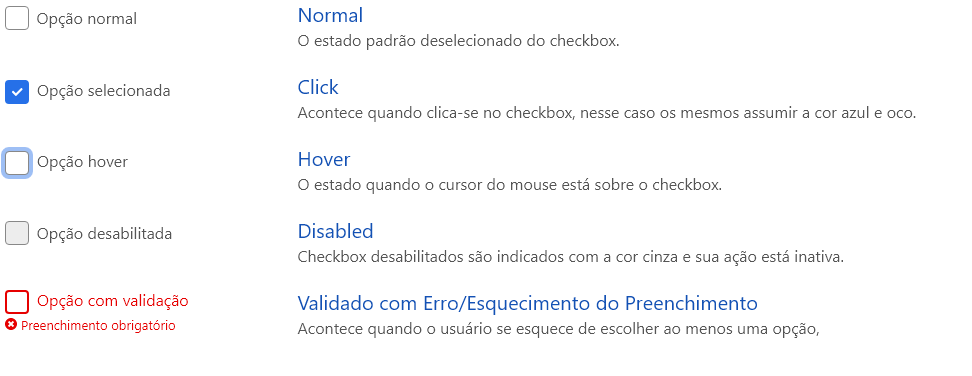 Opção normal
Normal
O estado padrão deselecionado do checkbox.
Opção selecionada
Click
Acontece quando clica-se no checkbox, nesse caso os mesmos assumir a cor azul e oco.
Opção hover
Hover
O estado quando o cursor do mouse está sobre o checkbox.
Opção desabilitada
Disabled
Checkbox desabilitados são indicados com a cor cinza e sua ação está inativa.
Opção com validação
Preenchimento obrigatório
Validado com Erro/Esquecimento do Preenchimento
Acontece quando o usuário se esquece de escolher ao menos uma opção,